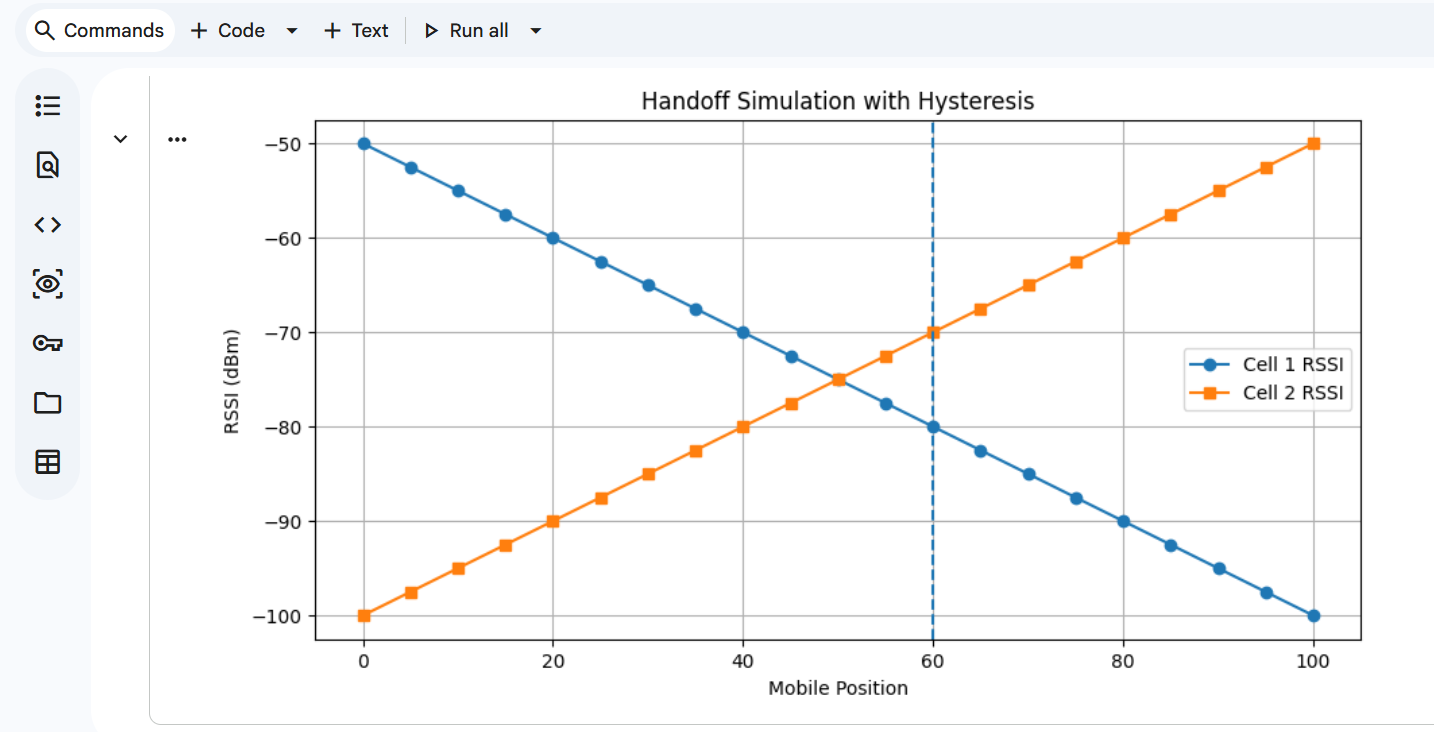 Commands + Code + Text Run all
Handoff Simulation with Hysteresis
−50
−60
−70
−80
−90
−100
RSSI (dBm)
Cell 1 RSSI
Cell 2 RSSI
0 20 40 60 80 100
Mobile Position